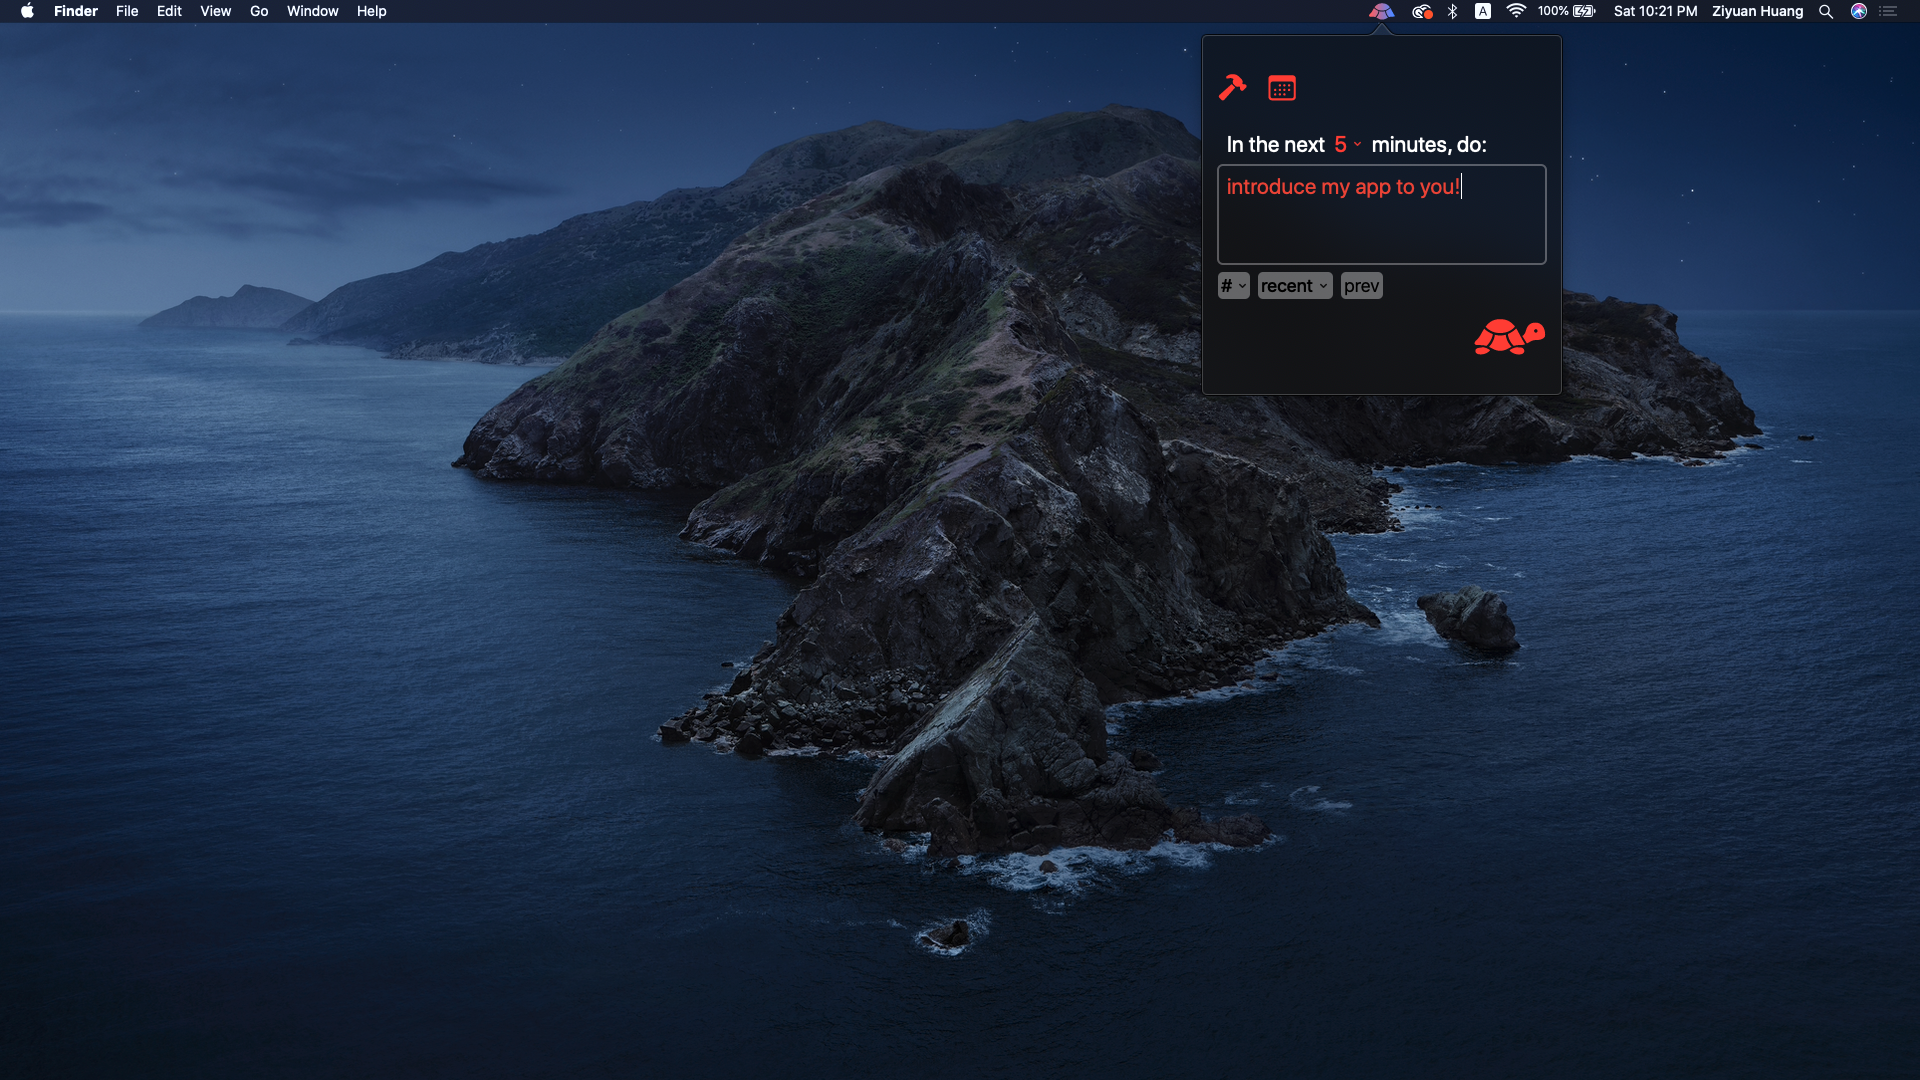 Finder File Edit View Go Window Help A 100% Sat 10:21 PM Ziyuan Huang
In the next 5 minutes, do:
introduce my app to you!
# recent prev